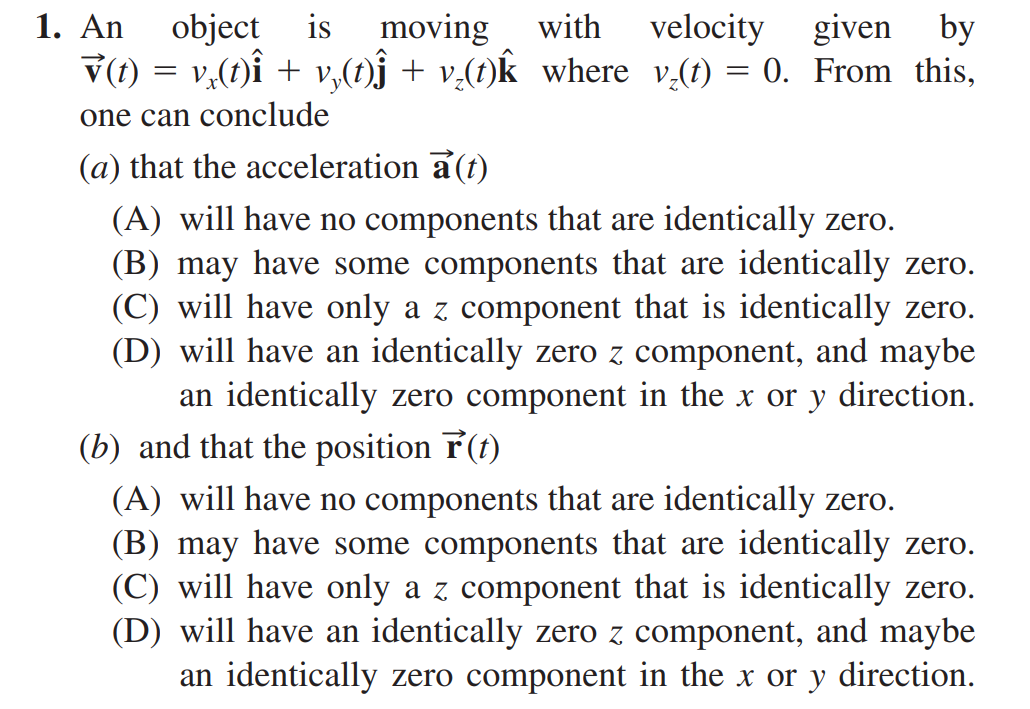 1. An object is moving with velocity given by
v⃗(t) = vₓ(t)î + v_y(t)ĵ + v_z(t)k̂ where v_z(t) = 0. From this,
one can conclude
(a) that the acceleration a⃗(t)
(A) will have no components that are identically zero.
(B) may have some components that are identically zero.
(C) will have only a z component that is identically zero.
(D) will have an identically zero z component, and maybe
an identically zero component in the x or y direction.
(b) and that the position r⃗(t)
(A) will have no components that are identically zero.
(B) may have some components that are identically zero.
(C) will have only a z component that is identically zero.
(D) will have an identically zero z component, and maybe
an identically zero component in the x or y direction.